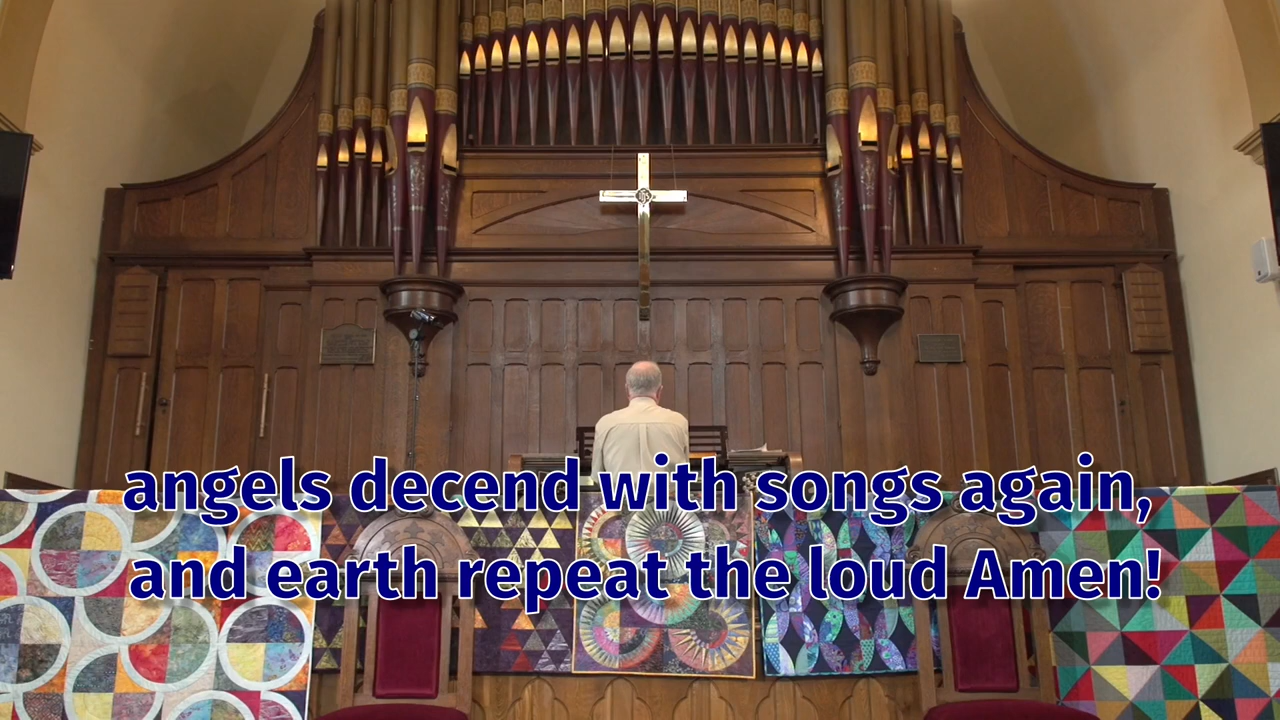 angels decend with songs again,
and earth repeat the loud Amen!